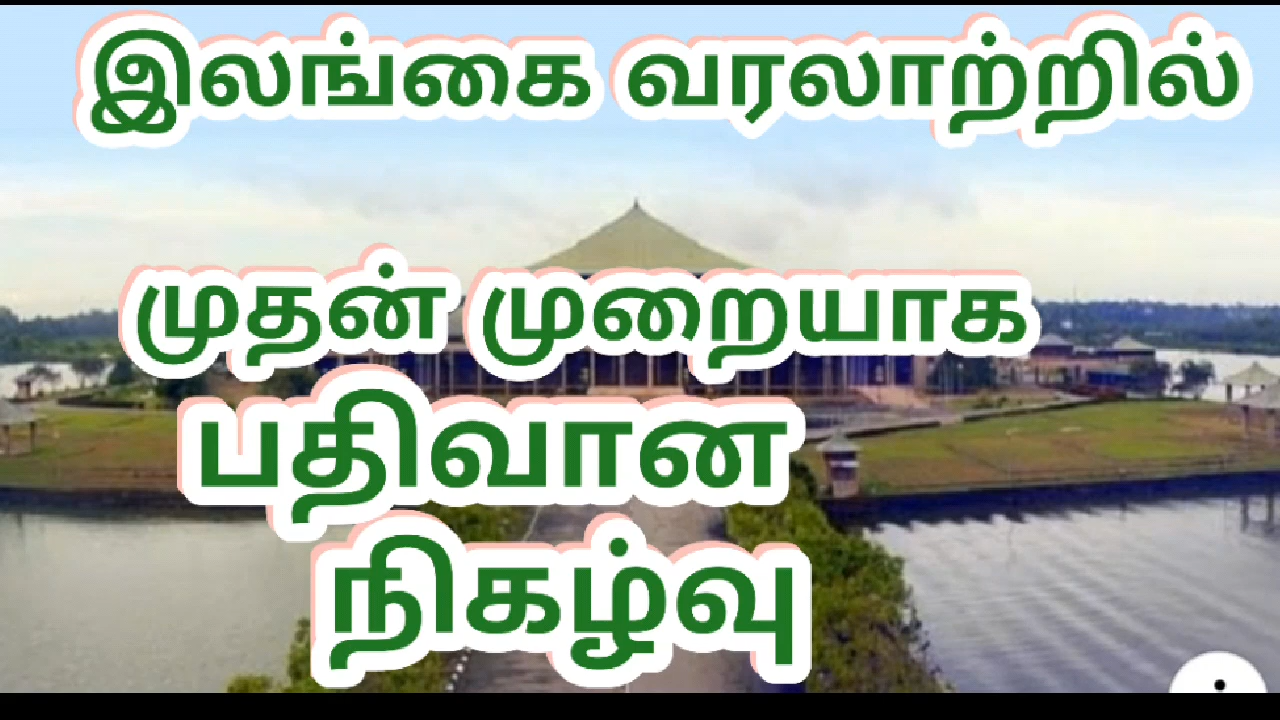 இலங்கை வரலாற்றில்
முதன் முறையாக
பதிவான
நிகழ்வு